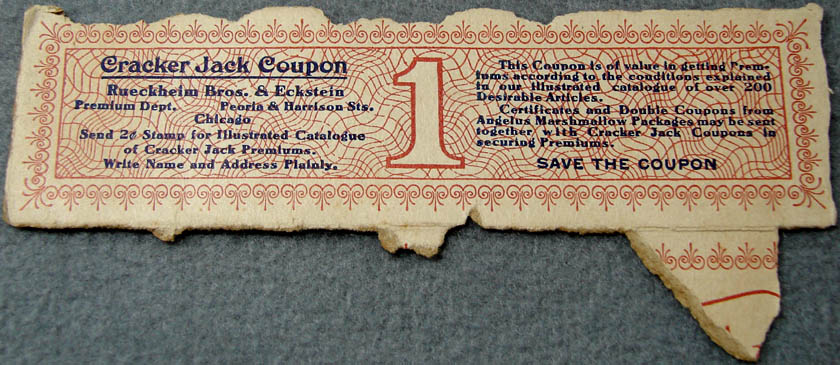 Cracker Jack Coupon
Rueckheim Bros. & Eckstein
Premium Dept. Peoria & Harrison Sts.
Chicago
Send 2¢ Stamp for Illustrated Catalogue
of Cracker Jack Premiums.
Write Name and Address Plainly.
1
This Coupon is of value in getting Prem-
iums according to the conditions explained
in our illustrated catalogue of over 200
Desirable Articles.
Certificates and Double Coupons from
Angelus Marshmallow Packages may be sent
together with Cracker Jack Coupons in
securing Premiums.
SAVE THE COUPON